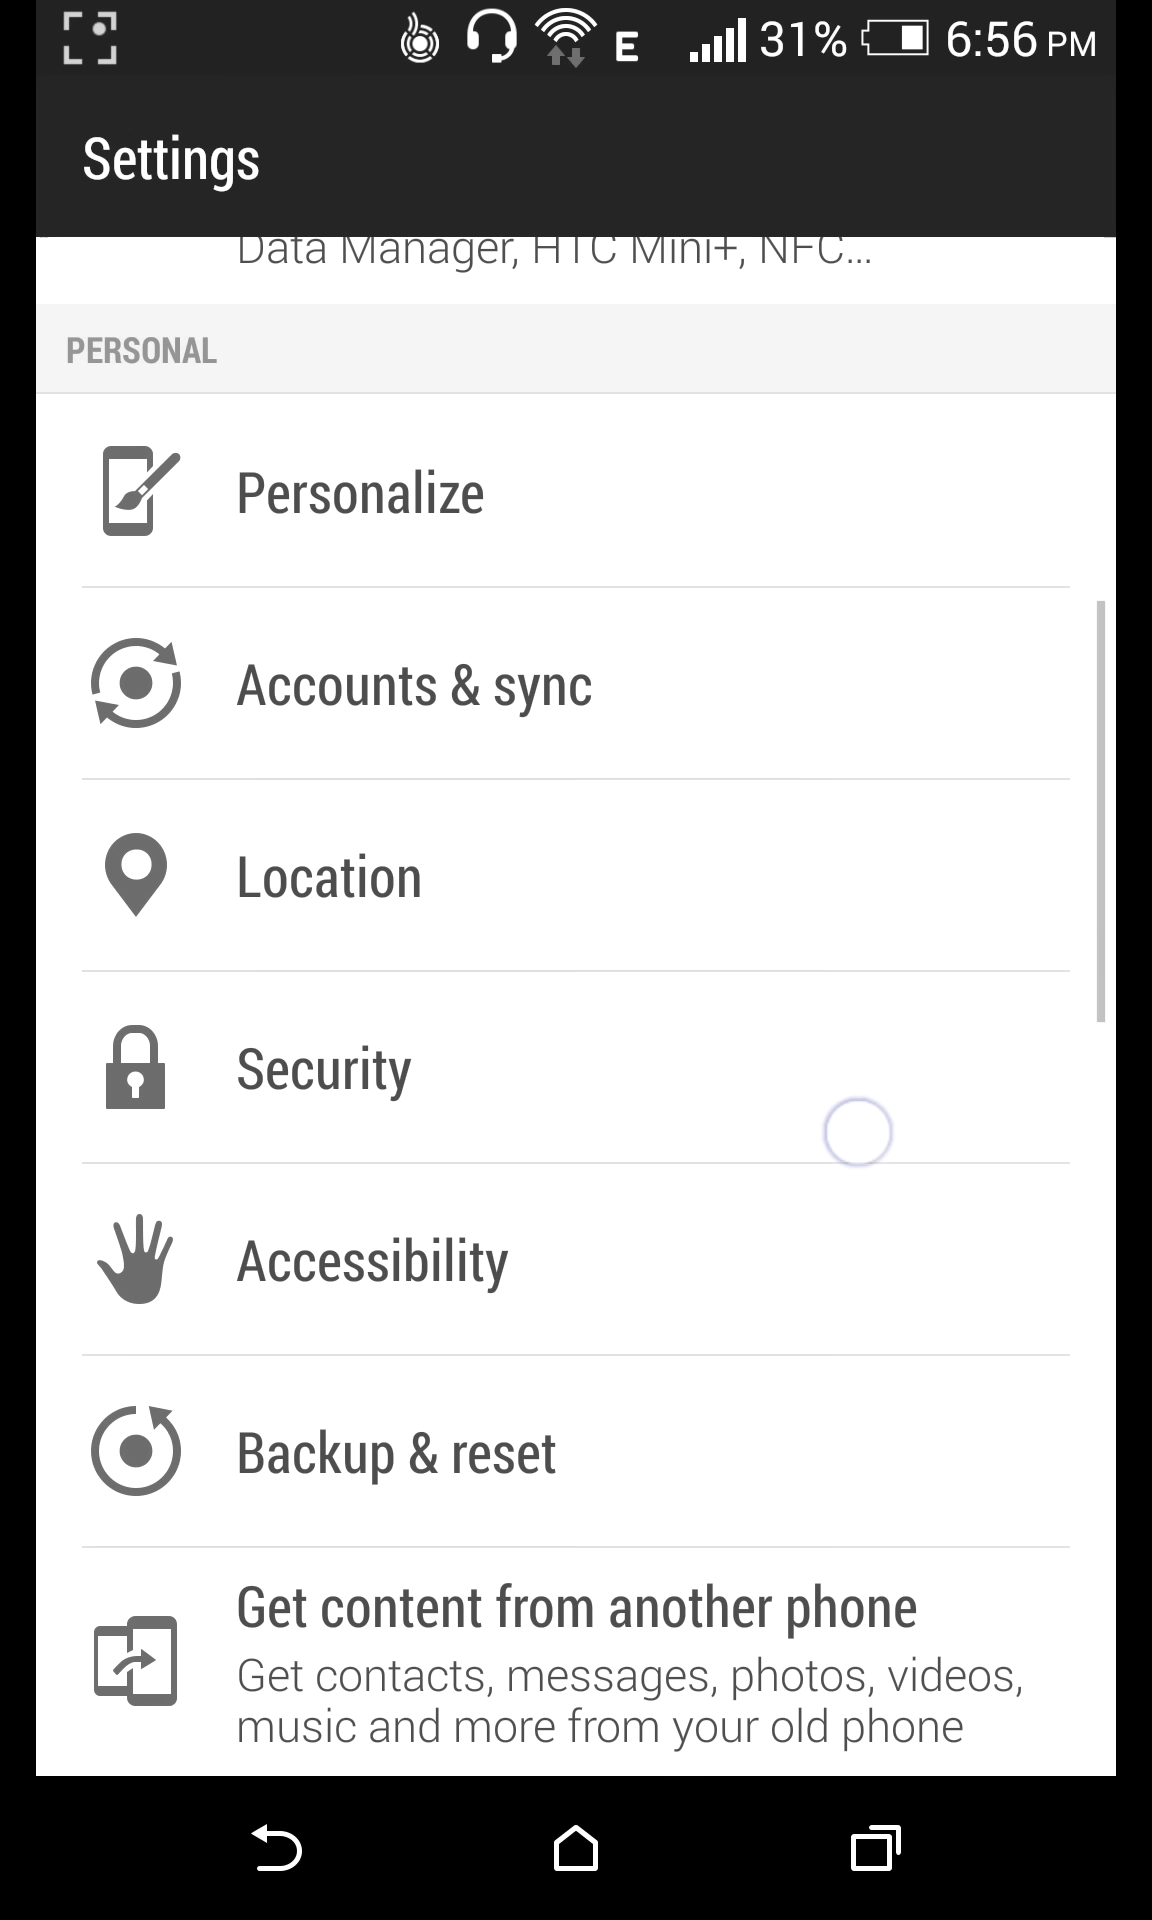 E 31% 6:56 PM
Settings
Data Manager, HTC Mini+, NFC...
PERSONAL
Personalize
Accounts & sync
Location
Security
Accessibility
Backup & reset
Get content from another phone
Get contacts, messages, photos, videos,
music and more from your old phone